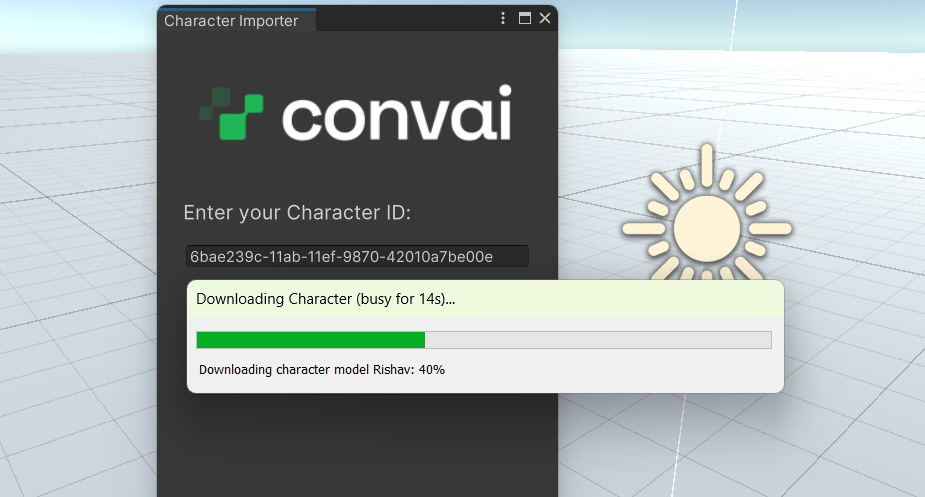 Character Importer
convai
Enter your Character ID:
6bae239c-11ab-11ef-9870-42010a7be00e
Downloading Character (busy for 14s)...
Downloading character model Rishav: 40%